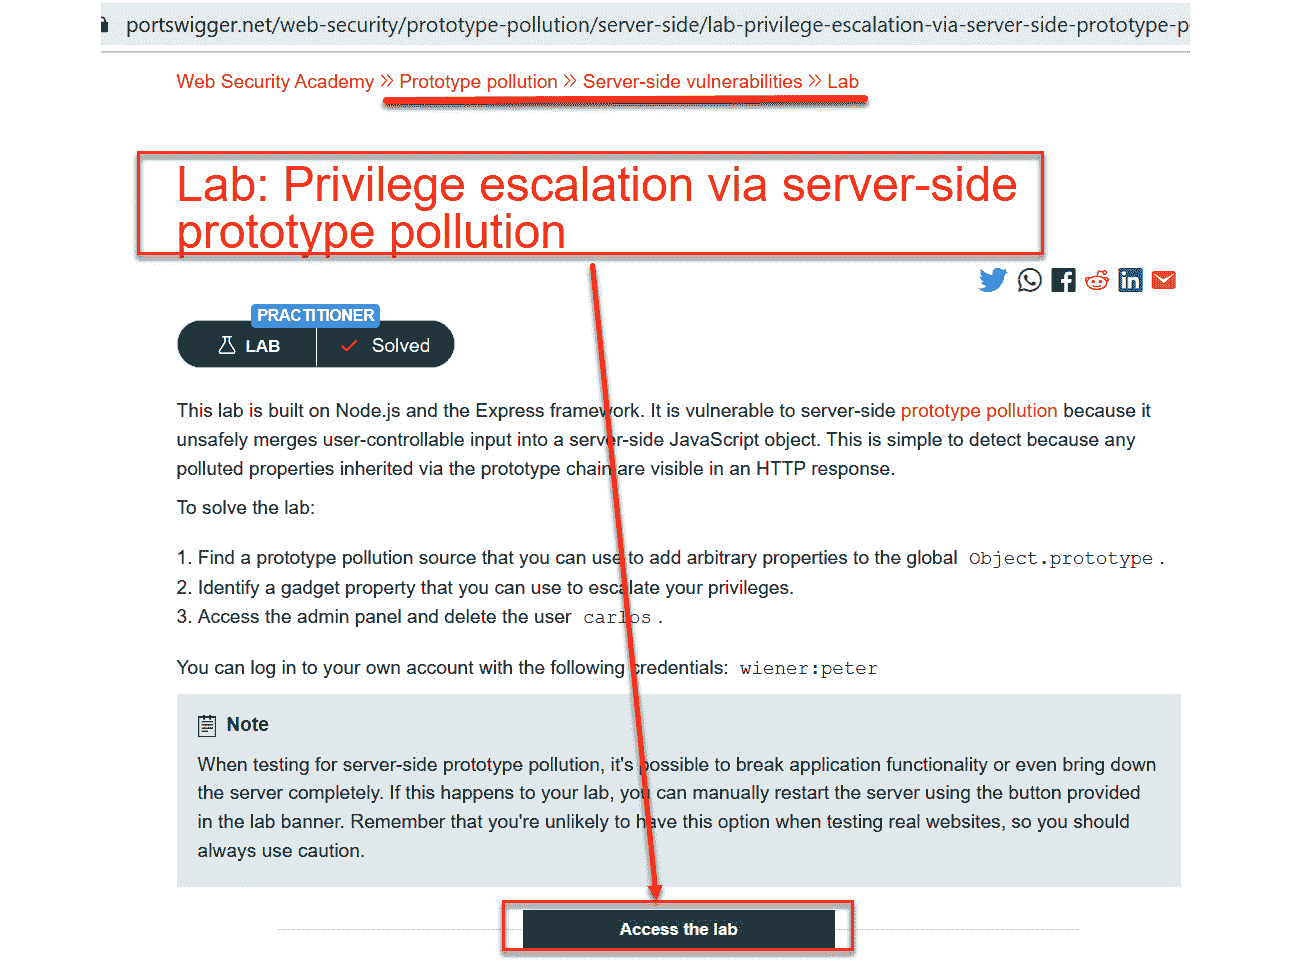 portswigger.net/web-security/prototype-pollution/server-side/lab-privilege-escalation-via-server-side-prototype-p
Web Security Academy » Prototype pollution » Server-side vulnerabilities » Lab
Lab: Privilege escalation via server-side
prototype pollution
PRACTITIONER
LAB Solved
This lab is built on Node.js and the Express framework. It is vulnerable to server-side prototype pollution because it
unsafely merges user-controllable input into a server-side JavaScript object. This is simple to detect because any
polluted properties inherited via the prototype chain are visible in an HTTP response.
To solve the lab:
1. Find a prototype pollution source that you can use to add arbitrary properties to the global Object.prototype .
2. Identify a gadget property that you can use to escalate your privileges.
3. Access the admin panel and delete the user carlos .
You can log in to your own account with the following credentials: wiener:peter
Note
When testing for server-side prototype pollution, it's possible to break application functionality or even bring down
the server completely. If this happens to your lab, you can manually restart the server using the button provided
in the lab banner. Remember that you're unlikely to have this option when testing real websites, so you should
always use caution.
Access the lab